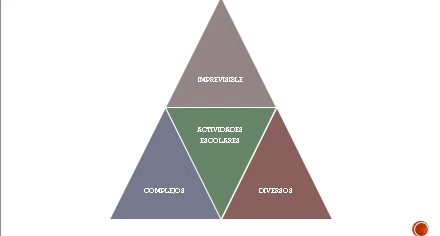 IMPREVISIBLE
ACTIVIDADES
ESCOLARES
COMPLEJOS
DIVERSOS